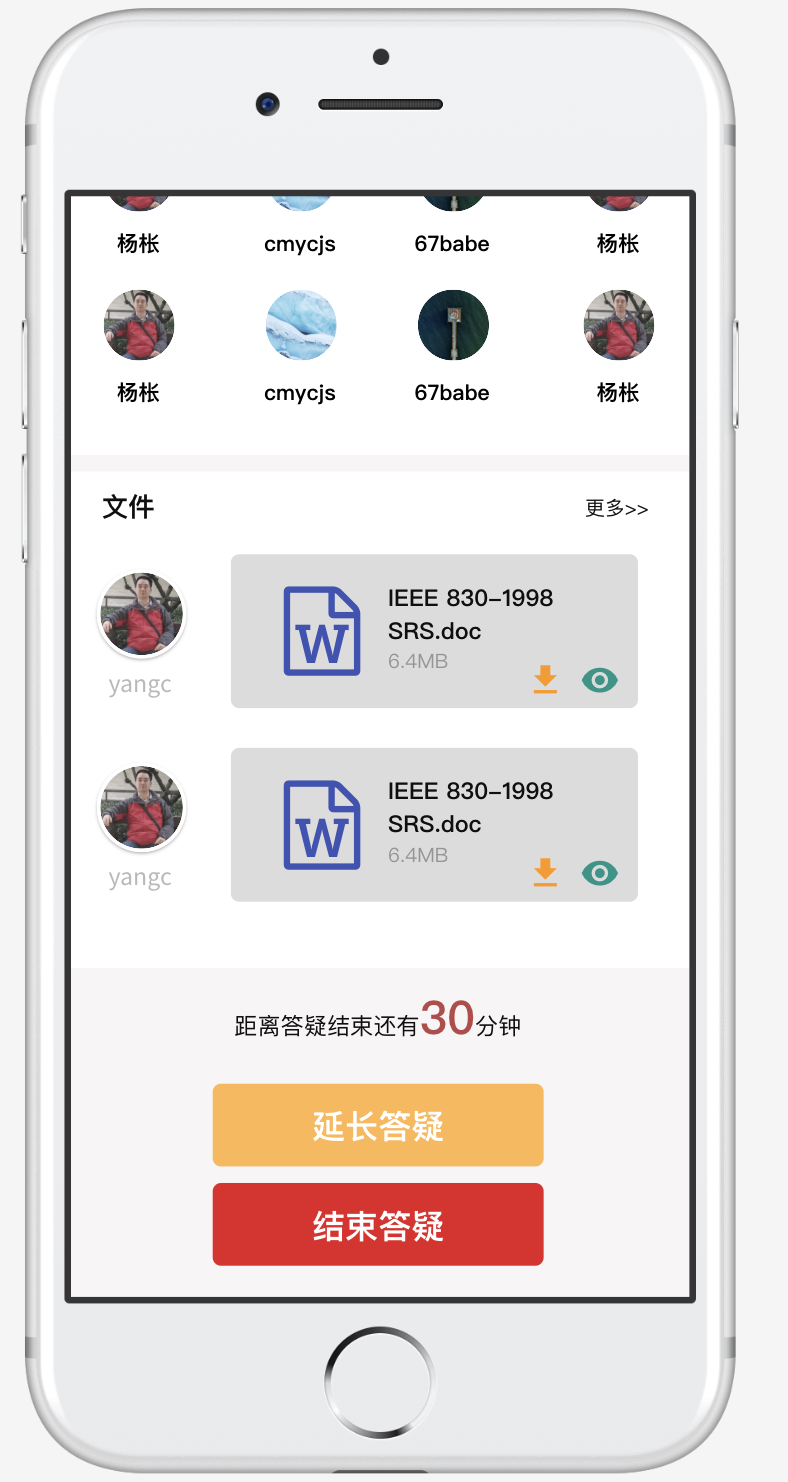 杨枨 cmycjs 67babe 杨枨
杨枨 cmycjs 67babe 杨枨
文件 更多>>
IEEE 830-1998
SRS.doc
6.4MB
yangc
IEEE 830-1998
SRS.doc
6.4MB
yangc
距离答疑结束还有30分钟
延长答疑
结束答疑